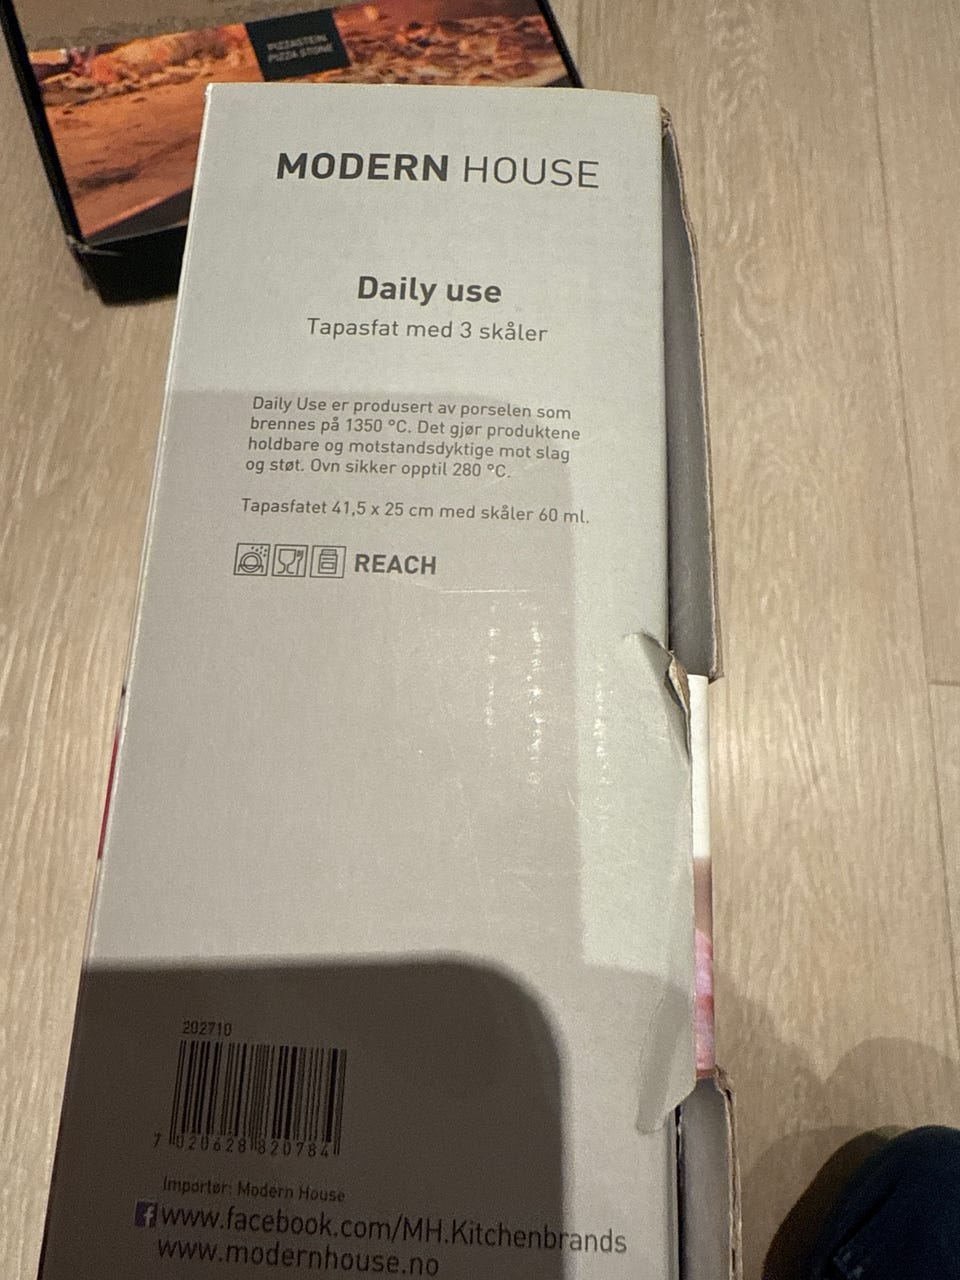 PIZZASTEIN
PIZZA STONE
MODERN HOUSE
Daily use
Tapasfat med 3 skåler
Daily Use er produsert av porselen som
brennes på 1350 °C. Det gjør produktene
holdbare og motstandsdyktige mot slag
og støt. Ovn sikker opptil 280 °C.
Tapasfatet 41,5 x 25 cm med skåler 60 ml.
REACH
202710
7 020628 820784
Importør: Modern House
www.facebook.com/MH.Kitchenbrands
www.modernhouse.no